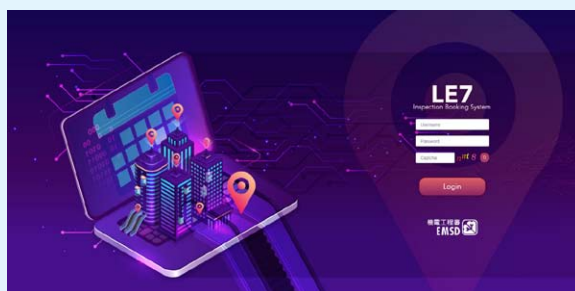 LE7
Inspection Booking System
Username
Password
Captcha
Login
機電工程署
EMSD